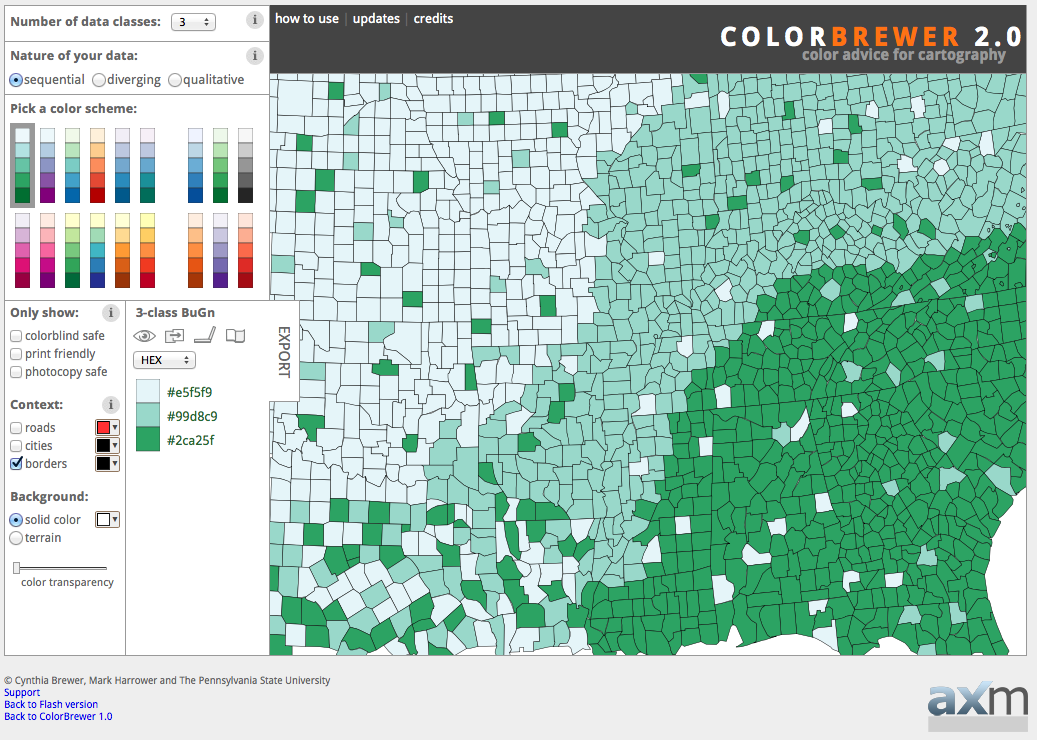 Number of data classes: 3 i
how to use | updates | credits
COLORBREWER 2.0
color advice for cartography
Nature of your data: i
sequential diverging qualitative
Pick a color scheme:
Only show: i
colorblind safe
print friendly
photocopy safe
Context: i
roads
cities
borders
Background:
solid color
terrain
color transparency
3-class BuGn
HEX
#e5f5f9
#99d8c9
#2ca25f
EXPORT
© Cynthia Brewer, Mark Harrower and The Pennsylvania State University
Support
Back to Flash version
Back to ColorBrewer 1.0
axm